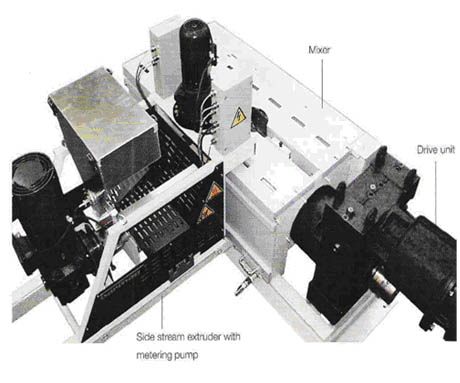 Mixer
Drive unit
Side stream extruder with
metering pump